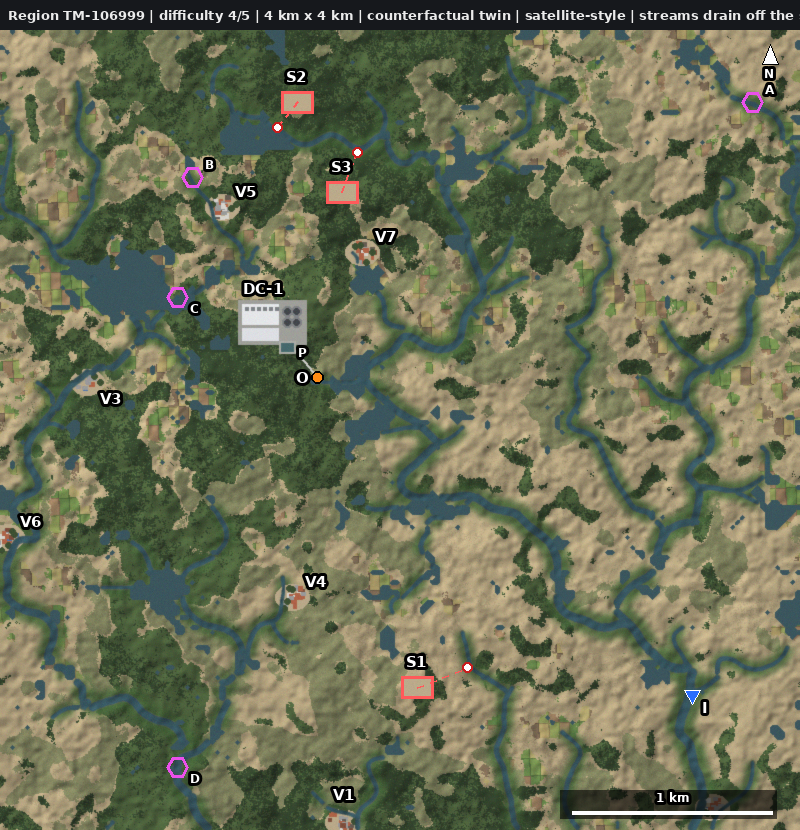 Region TM-106999 | difficulty 4/5 | 4 km x 4 km | counterfactual twin | satellite-style | streams drain off the
N
A
S2
B
S3
V5
V7
DC-1
C
P
O
V3
V6
V4
S1
I
D
V1
1 km